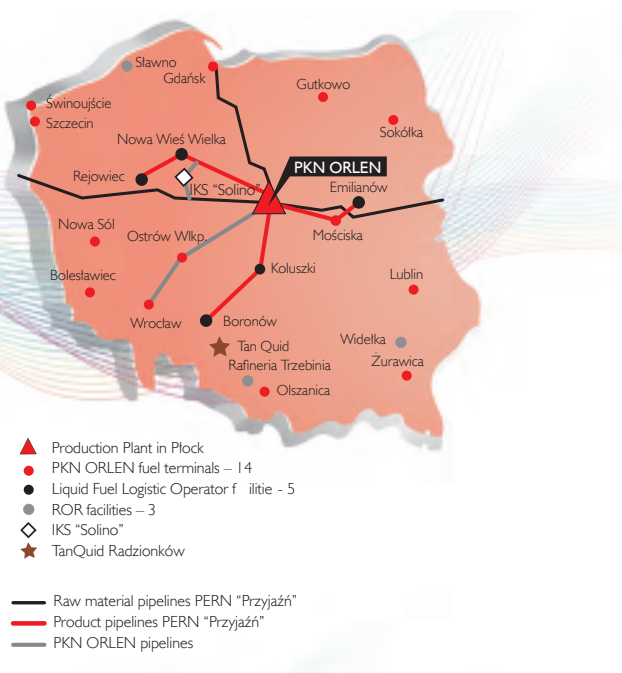 Sławno
Gdańsk
Gutkowo
Świnoujście
Szczecin
Sokółka
Nowa Wieś Wielka
PKN ORLEN
Rejowiec
IKS “Solino”
Emilianów
Nowa Sól
Ostrów Wlkp.
Mościska
Bolesławiec
Koluszki
Lublin
Wrocław
Boronów
Tan Quid
Widełka
Rafineria Trzebinia
Żurawica
Olszanica
Production Plant in Płock
PKN ORLEN fuel terminals – 14
Liquid Fuel Logistic Operator f ilitie - 5
ROR facilities – 3
IKS “Solino”
TanQuid Radzionków
Raw material pipelines PERN “Przyjaźń”
Product pipelines PERN “Przyjaźń”
PKN ORLEN pipelines